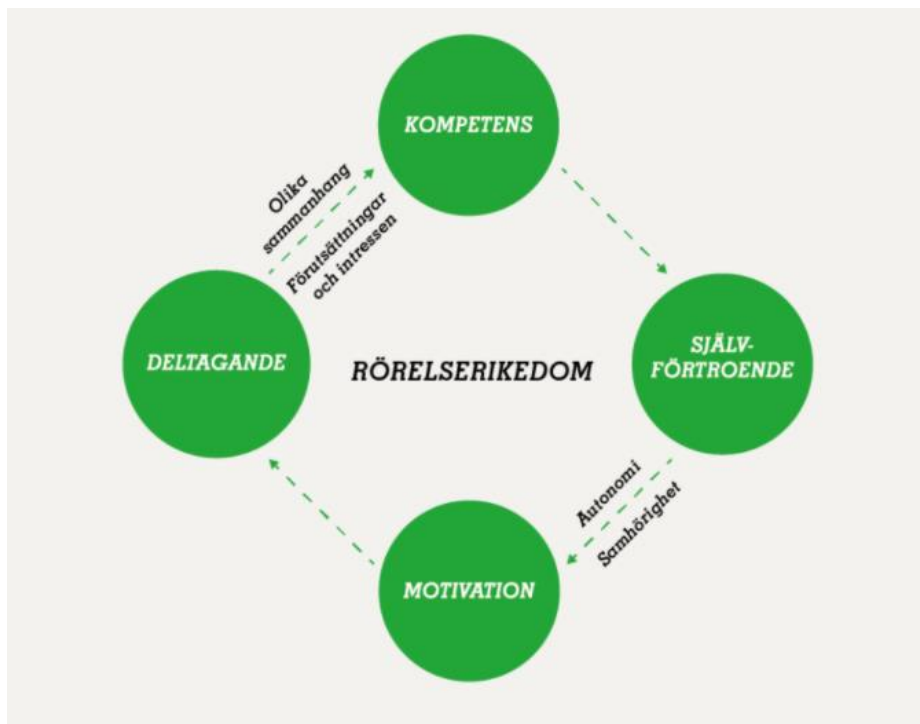 KOMPETENS
Olika
sammanhang
Förutsättningar
och intressen
DELTAGANDE
RÖRELSERIKEDOM
SJÄLV-
FÖRTROENDE
Autonomi
Samhörighet
MOTIVATION